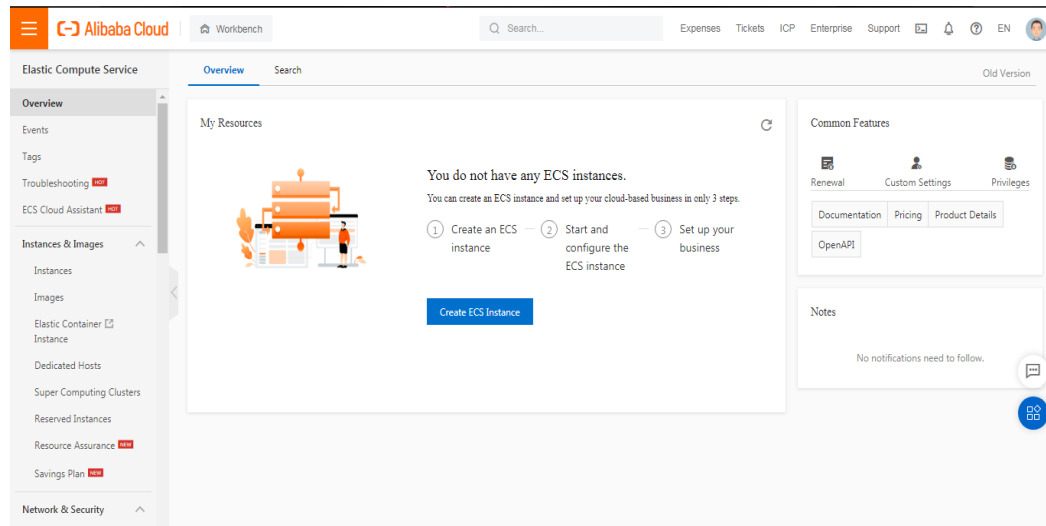 Alibaba Cloud
Workbench
Search...
Expenses Tickets ICP Enterprise Support EN
Elastic Compute Service
Overview
Events
Tags
Troubleshooting HOT
ECS Cloud Assistant HOT
Instances & Images
Instances
Images
Elastic Container
Instance
Dedicated Hosts
Super Computing Clusters
Reserved Instances
Resource Assurance NEW
Savings Plan NEW
Network & Security
Overview Search
Old Version
My Resources
You do not have any ECS instances.
You can create an ECS instance and set up your cloud-based business in only 3 steps.
1 Create an ECS
instance
2 Start and
configure the
ECS instance
3 Set up your
business
Create ECS Instance
Common Features
Renewal Custom Settings Privileges
Documentation Pricing Product Details
OpenAPI
Notes
No notifications need to follow.